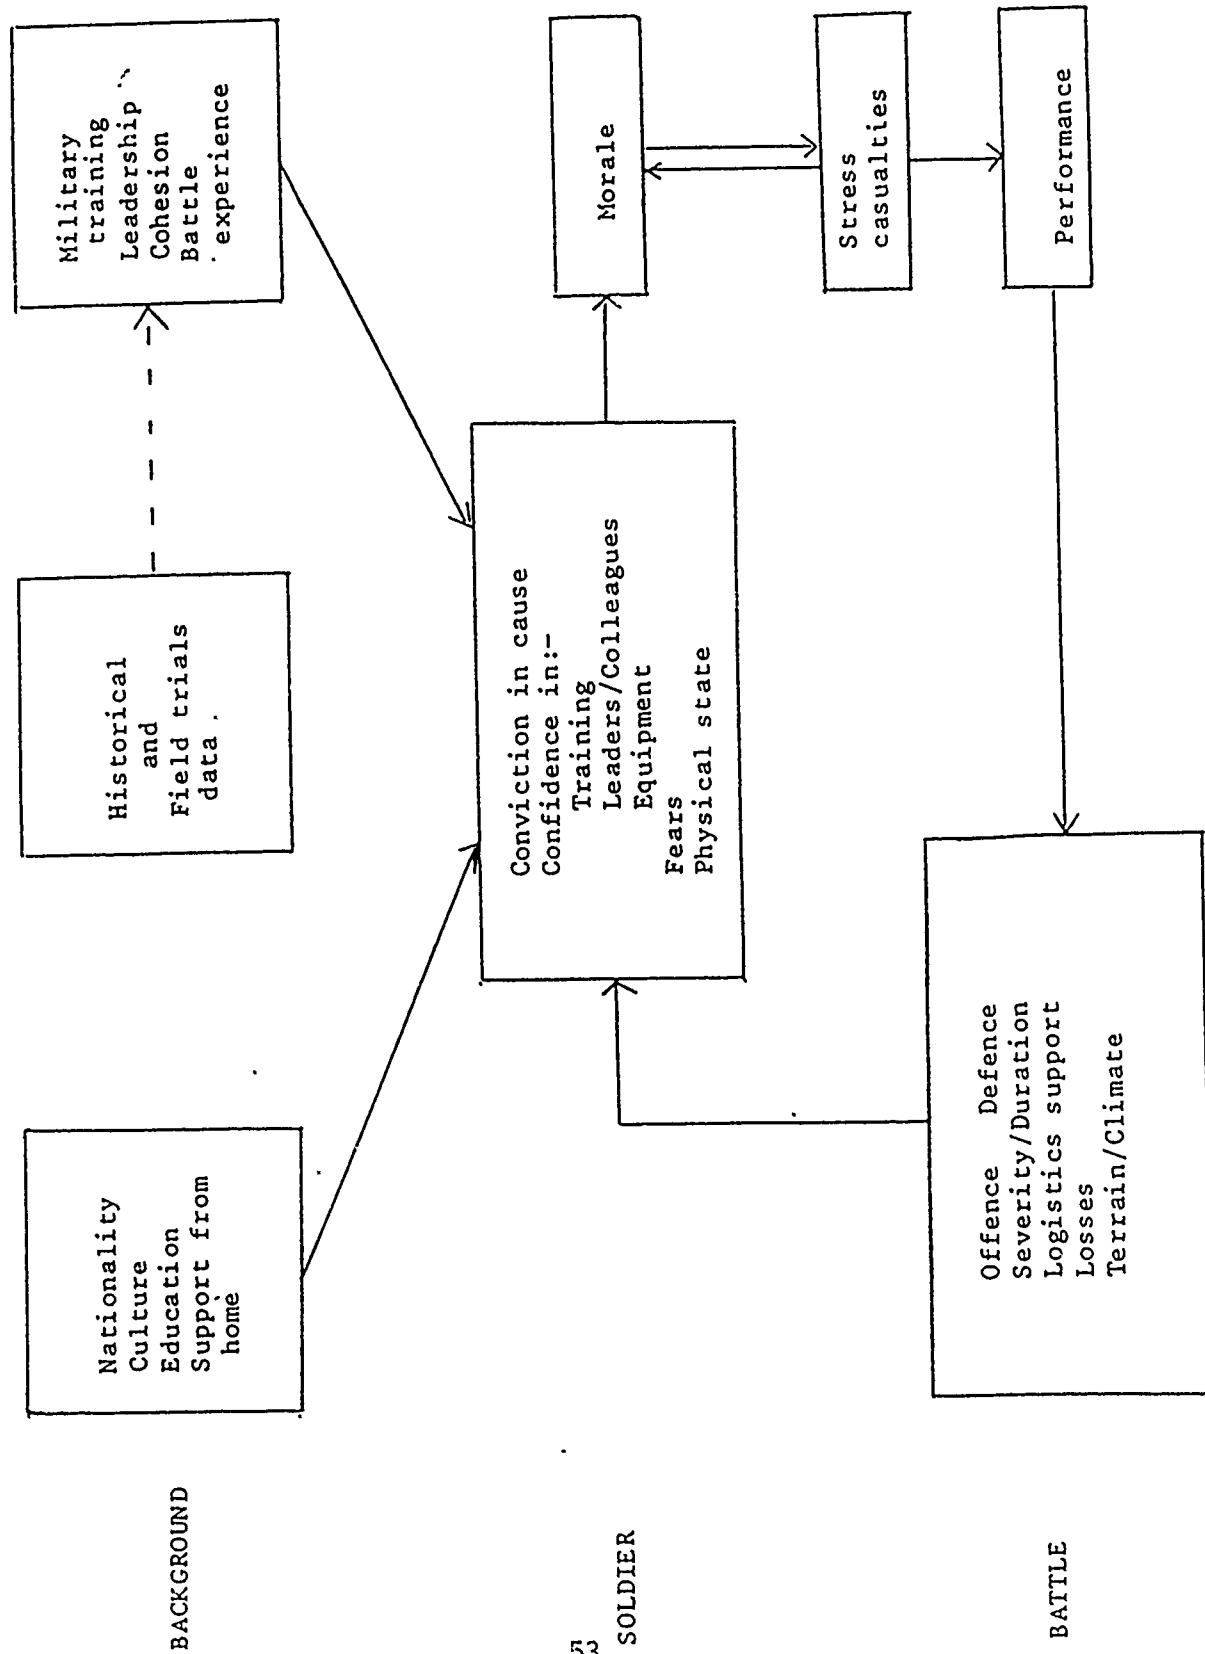 BACKGROUND
Nationality
Culture
Education
Support from
home
Historical
and
Field trials
data.
Military
training
Leadership
Cohesion
Battle
experience
SOLDIER
Conviction in cause
Confidence in:-
Training
Leaders/Colleagues
Equipment
Fears
Physical state
Morale
Stress
casualties
Performance
BATTLE
Offence Defence
Severity/Duration
Logistics support
Losses
Terrain/Climate
53